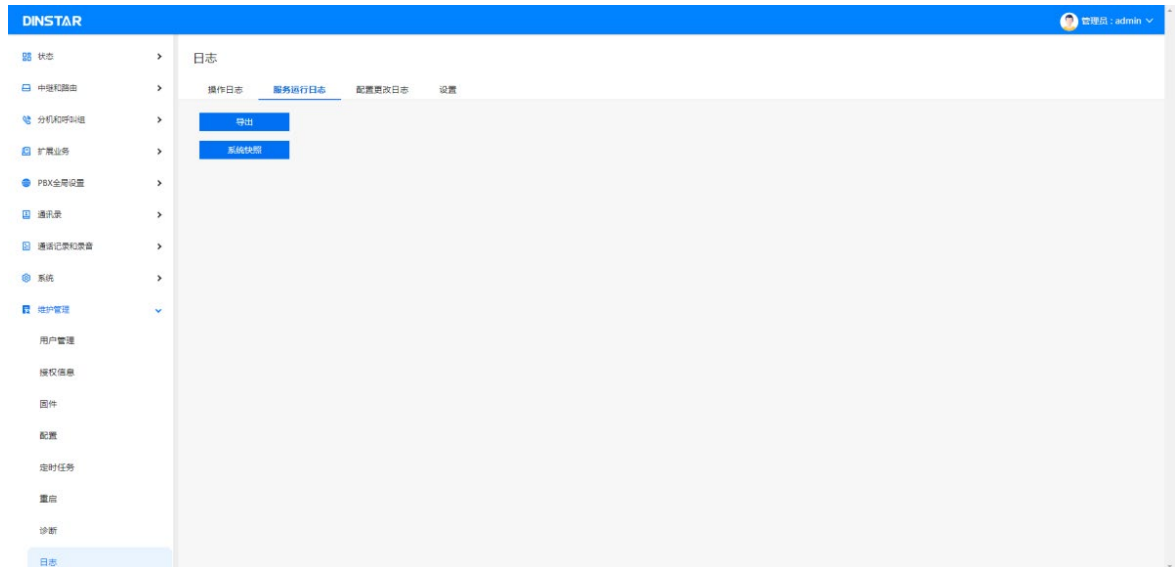 DINSTAR
管理员 : admin
状态
中继和路由
分机和呼叫组
扩展业务
PBX全局设置
通讯录
通话记录和录音
系统
维护管理
用户管理
授权信息
固件
配置
定时任务
重启
诊断
日志
日志
操作日志 服务运行日志 配置更改日志 设置
导出
系统快照